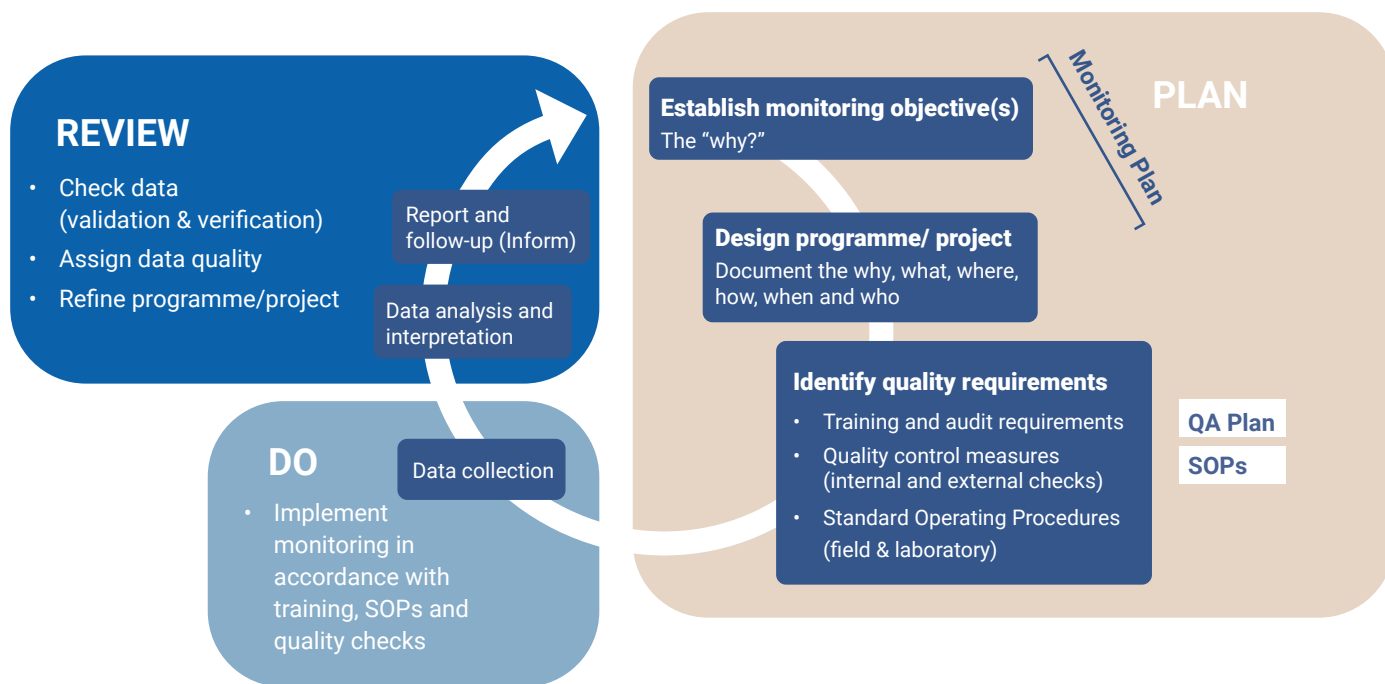 REVIEW
• Check data
(validation & verification)
• Assign data quality
• Refine programme/project
Report and
follow-up (Inform)
Data analysis and
interpretation
DO
• Implement
monitoring in
accordance with
training, SOPs and
quality checks
Data collection
PLAN
Monitoring Plan
Establish monitoring objective(s)
The “why?”
Design programme/ project
Document the why, what, where,
how, when and who
Identify quality requirements
• Training and audit requirements
• Quality control measures
(internal and external checks)
• Standard Operating Procedures
(field & laboratory)
QA Plan
SOPs